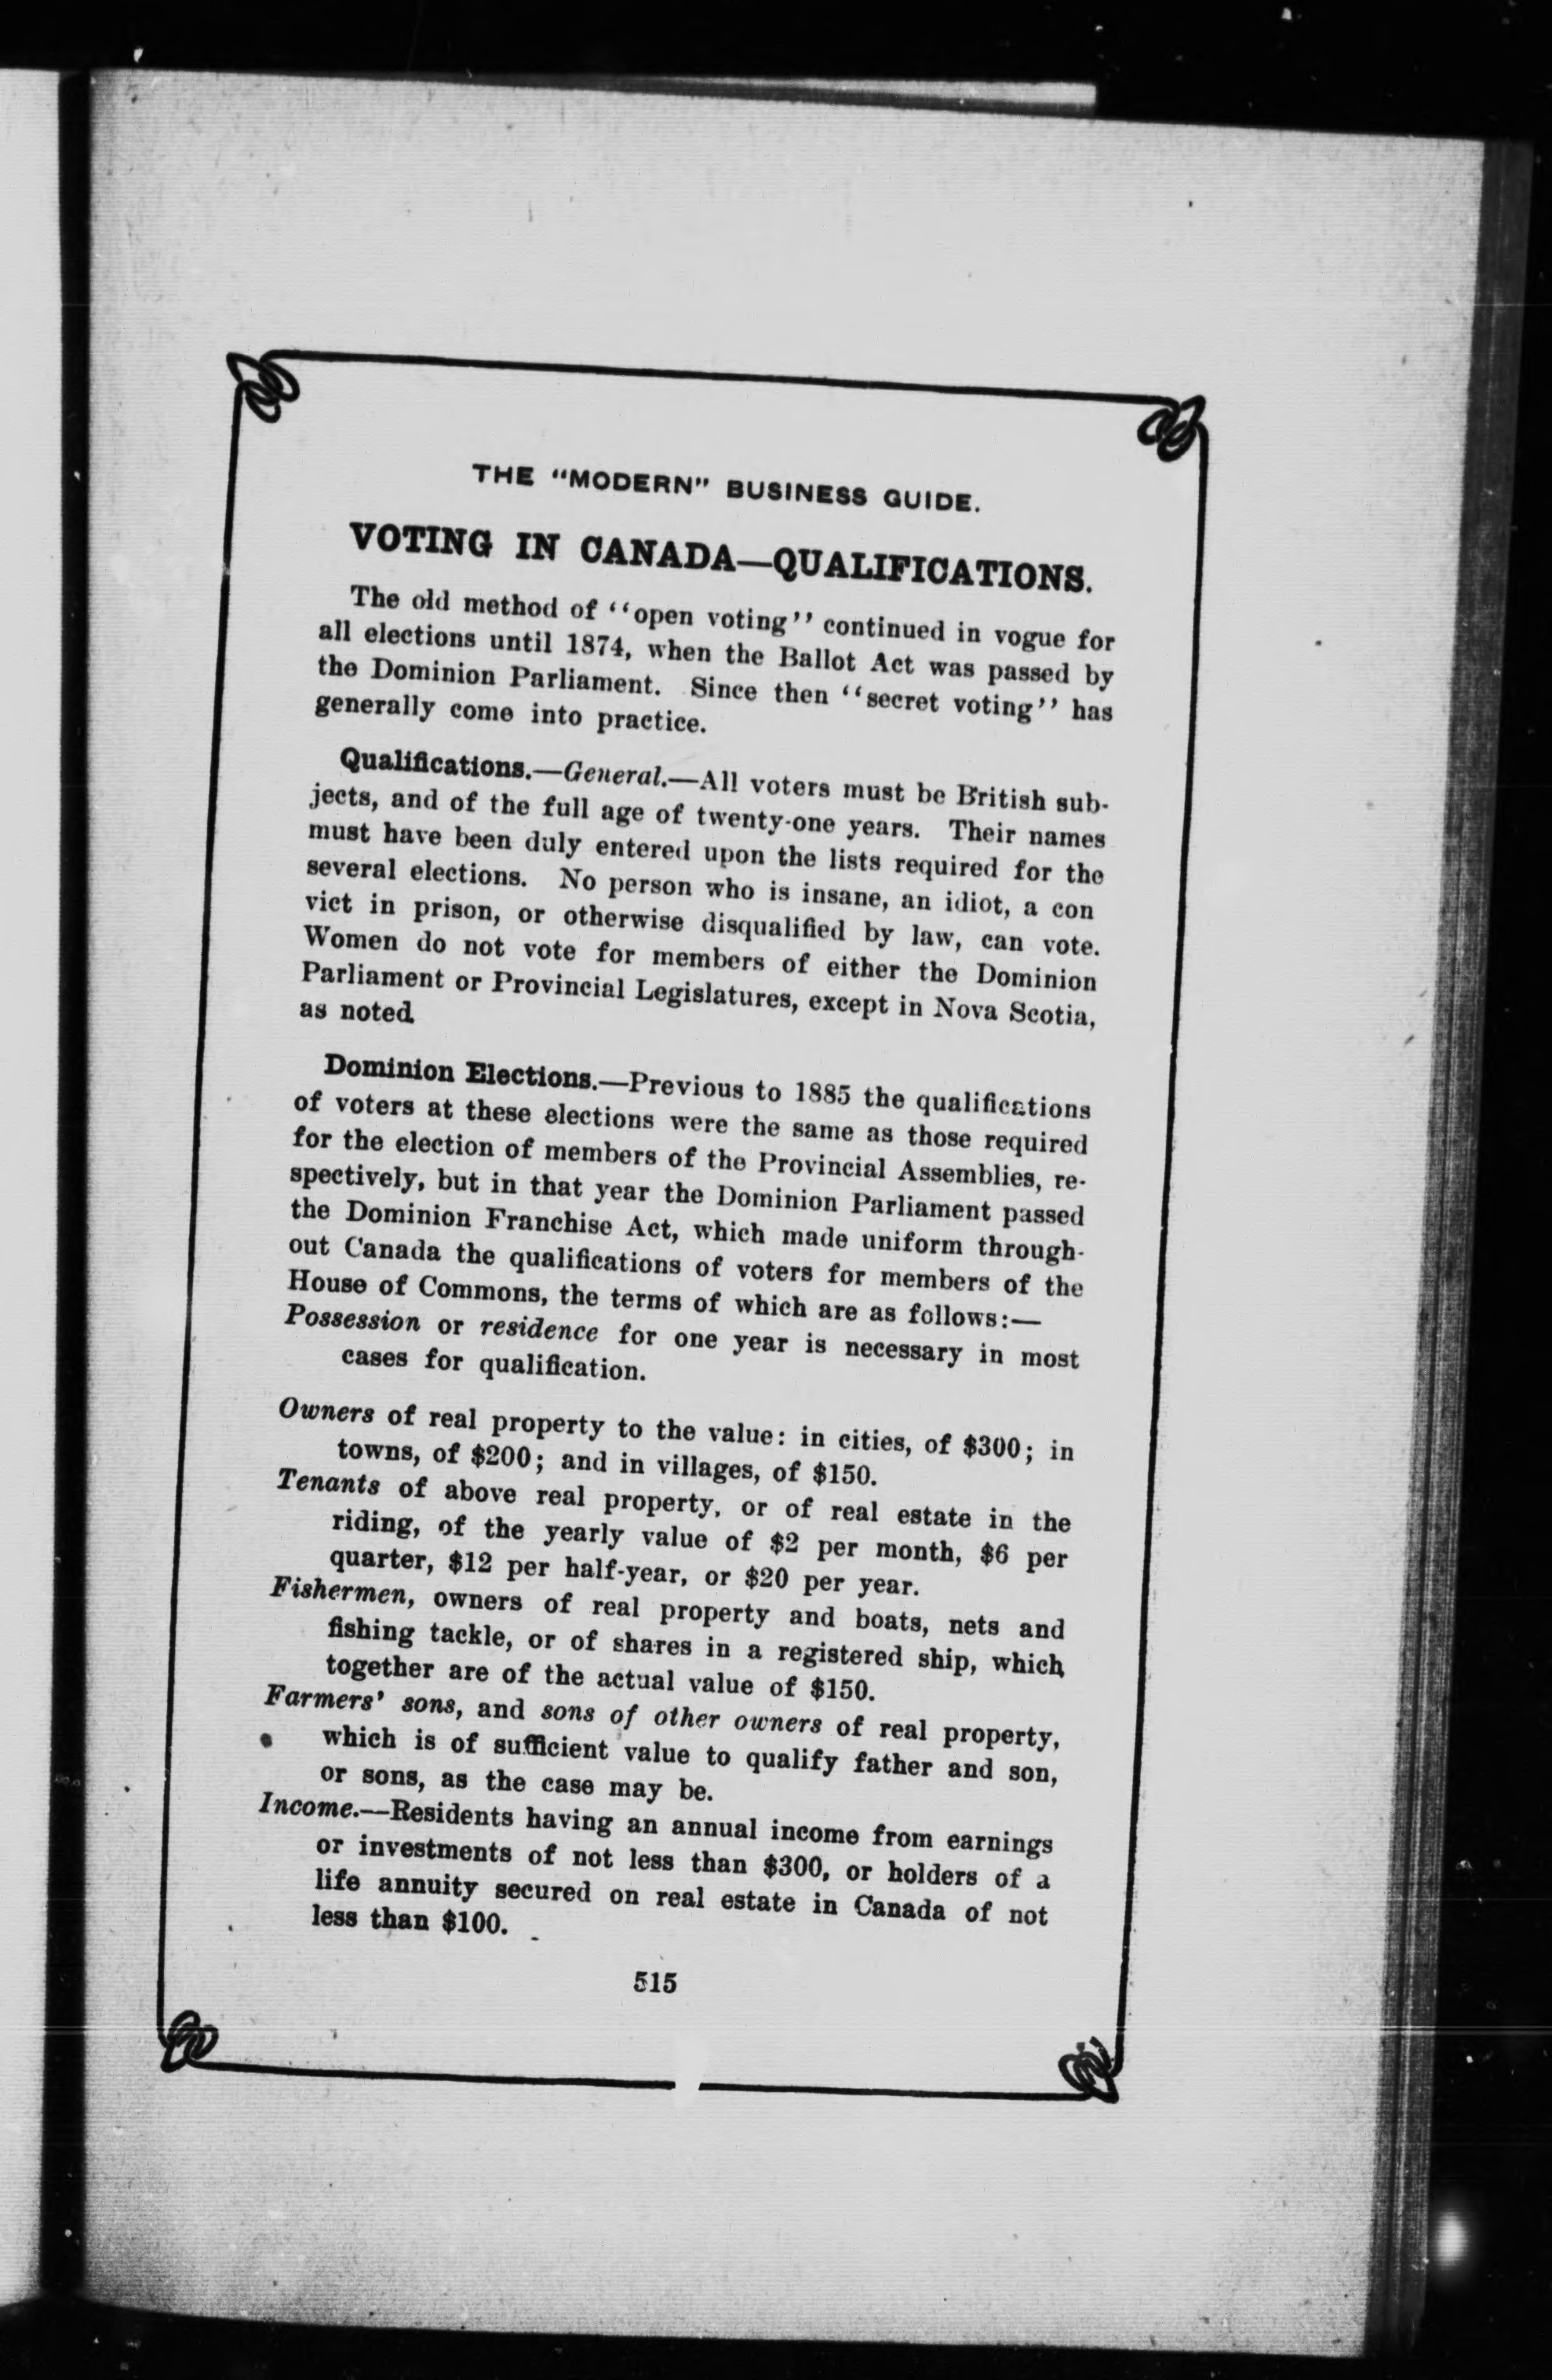 THE "MODERN" BUSINESS GUIDE.
VOTING IN CANADA—QUALIFICATIONS.
The old method of "open voting" continued in vogue for
all elections until 1874, when the Ballot Act was passed by
the Dominion Parliament. Since then "secret voting" has
generally come into practice.
Qualifications.—General.—All voters must be British sub-
jects, and of the full age of twenty-one years. Their names
must have been duly entered upon the lists required for the
several elections. No person who is insane, an idiot, a con
vict in prison, or otherwise disqualified by law, can vote.
Women do not vote for members of either the Dominion
Parliament or Provincial Legislatures, except in Nova Scotia,
as noted.
Dominion Elections.—Previous to 1885 the qualifications
of voters at these elections were the same as those required
for the election of members of the Provincial Assemblies, re-
spectively, but in that year the Dominion Parliament passed
the Dominion Franchise Act, which made uniform through-
out Canada the qualifications of voters for members of the
House of Commons, the terms of which are as follows:—
Possession or residence for one year is necessary in most
cases for qualification.
Owners of real property to the value: in cities, of $300; in
towns, of $200; and in villages, of $150.
Tenants of above real property, or of real estate in the
riding, of the yearly value of $2 per month, $6 per
quarter, $12 per half-year, or $20 per year.
Fishermen, owners of real property and boats, nets and
fishing tackle, or of shares in a registered ship, which
together are of the actual value of $150.
Farmers' sons, and sons of other owners of real property,
which is of sufficient value to qualify father and son,
or sons, as the case may be.
Income.—Residents having an annual income from earnings
or investments of not less than $300, or holders of a
life annuity secured on real estate in Canada of not
less than $100.
515